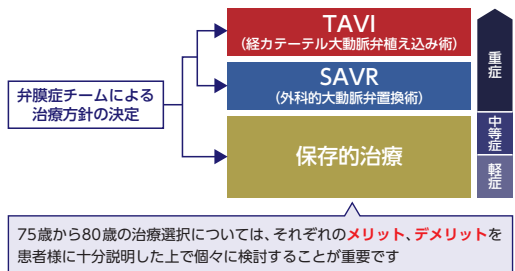 TAVI
（経カテーテル大動脈弁植え込み術）
SAVR
（外科的大動脈弁置換術）
弁膜症チームによる
治療方針の決定
保存的治療
重症
中等症
軽症
75歳から80歳の治療選択については、それぞれのメリット、デメリットを
患者様に十分説明した上で個々に検討することが重要です